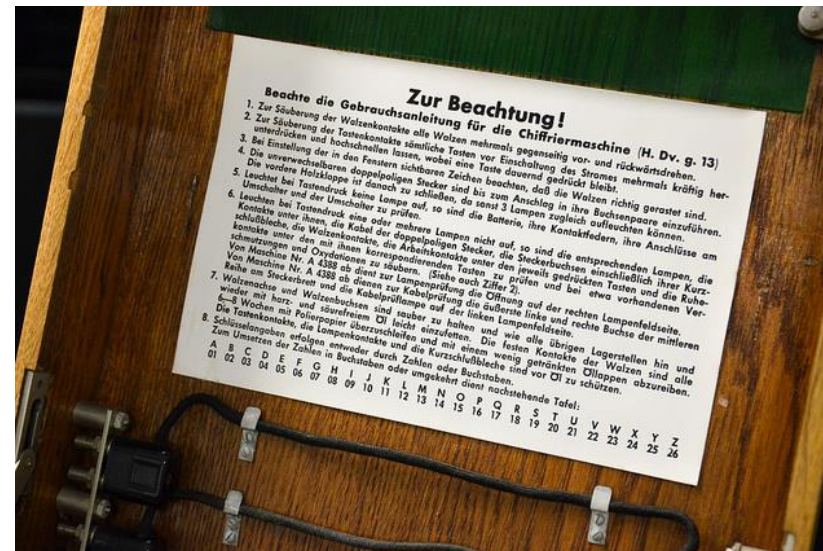 Zur Beachtung!
Beachte die Gebrauchsanleitung für die Chiffriermaschine (H. Dv. g. 13)
1. Zur Säuberung der Walzenkontakte alle Walzen mehrmals gegenseitig vor- und rückwärtsdrehen.
2. Zur Säuberung der Tastenkontakte sämtliche Tasten vor Einschaltung des Stromes mehrmals kräftig her-
unterdrücken und hochschnellen lassen, wobei eine Taste dauernd gedrückt bleibt.
3. Bei Einstellung der in den Fenstern sichtbaren Zeichen beachten, daß die Walzen richtig gerastet sind.
4. Die unverwechselbaren doppelpoligen Stecker sind bis zum Anschlag in ihre Buchsenpaare einzuführen.
Die vordere Holzkloppe ist danach zu schließen, da sonst 3 Lampen zugleich aufleuchten können.
5. Leuchtet bei Tastendruck keine Lampe auf, so sind die Batterie, ihre Kontaktfedern, ihre Anschlüsse am
Umschalter und der Umschalter zu prüfen.
6. Leuchten bei Tastendruck eine oder mehrere Lampen nicht auf, so sind die entsprechenden Lampen, die
Kontakte unter ihnen, die Kabel der doppelpoligen Stecker, die Steckerbuchsen einschließlich ihrer Kurz-
schlußbleche, die Walzenkontakte, die Arbeitskontakte unter den jeweils gedrückten Tasten und die Ruhe-
kontakte unter den mit ihnen korrespondierenden Tasten zu prüfen und bei etwa vorhandenen Ver-
schmutzungen und Oxydationen zu säubern. (Siehe auch Ziffer 2).
Von Maschine Nr. A 4388 ab dient zur Lampenprüfung die Öffnung auf der rechten Lampenfeldseite.
Von Maschine Nr. A 4388 ab dienen zur Kabelprüfung die äußerste linke und rechte Buchse der mittleren
Reihe am Steckerbrett und die Kabelprüflampe auf der linken Lampenfeldseite.
7. Walzenachse und Walzenbuchsen sind sauber zu halten und wie alle übrigen Lagerstellen hin und
wieder mit harz- und säurefreiem Öl leicht einzufetten. Die festen Kontakte der Walzen sind alle
6—8 Wochen mit Polierpapier überzuschleifen und mit einem wenig getränkten Öllappen abzureiben.
Die Tastenkontakte, die Lampenkontakte und die Kurzschlußbleche sind vor Öl zu schützen.
8. Schlüsselangaben erfolgen entweder durch Zahlen oder Buchstaben.
Zum Umsetzen der Zahlen in Buchstaben oder umgekehrt dient nachstehende Tafel:
A B C D E F G H I J K L M N O P Q R S T U V W X Y Z
01 02 03 04 05 06 07 08 09 10 11 12 13 14 15 16 17 18 19 20 21 22 23 24 25 26